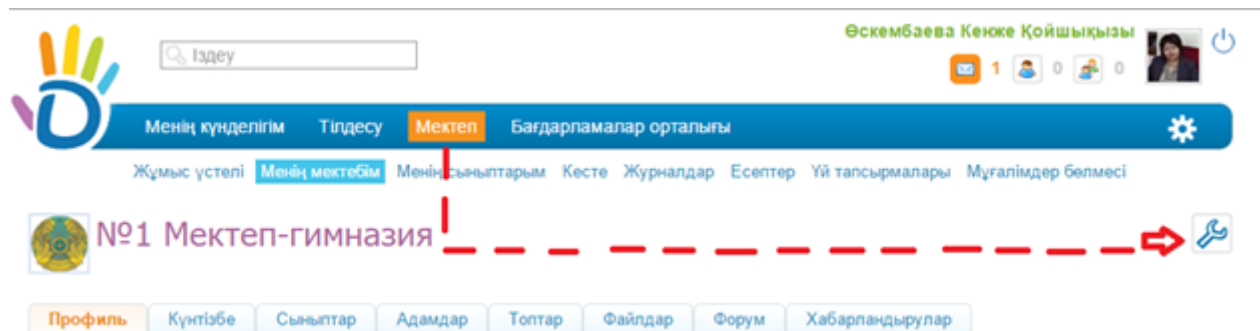 Өскембаева Кенже Қойшықызы
Іздеу
1 0 0
Менің күнделігім Тілдесу Мектеп Бағдарламалар орталығы
Жұмыс үстелі Менің мектебім Менің сыныптарым Кесте Журналдар Есептер Үй тапсырмалары Мұғалімдер бөлмесі
№1 Мектеп-гимназия
Профиль Күнтізбе Сыныптар Адамдар Топтар Файлдар Форум Хабарландырулар